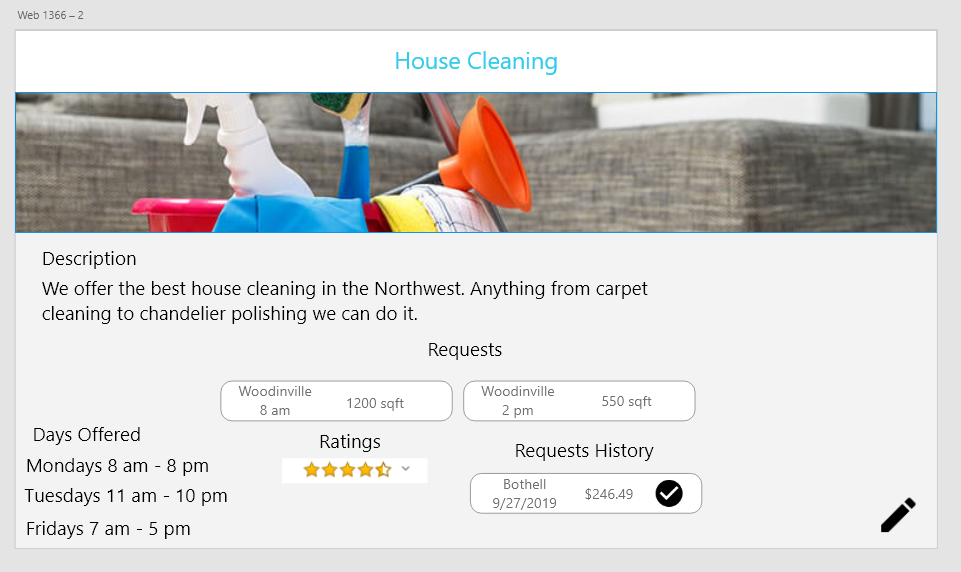 Web 1366 – 2
House Cleaning
Description
We offer the best house cleaning in the Northwest. Anything from carpet
cleaning to chandelier polishing we can do it.
Requests
Woodinville
8 am
1200 sqft
Woodinville
2 pm
550 sqft
Days Offered
Mondays 8 am - 8 pm
Tuesdays 11 am - 10 pm
Fridays 7 am - 5 pm
Ratings
Requests History
Bothell
9/27/2019
$246.49